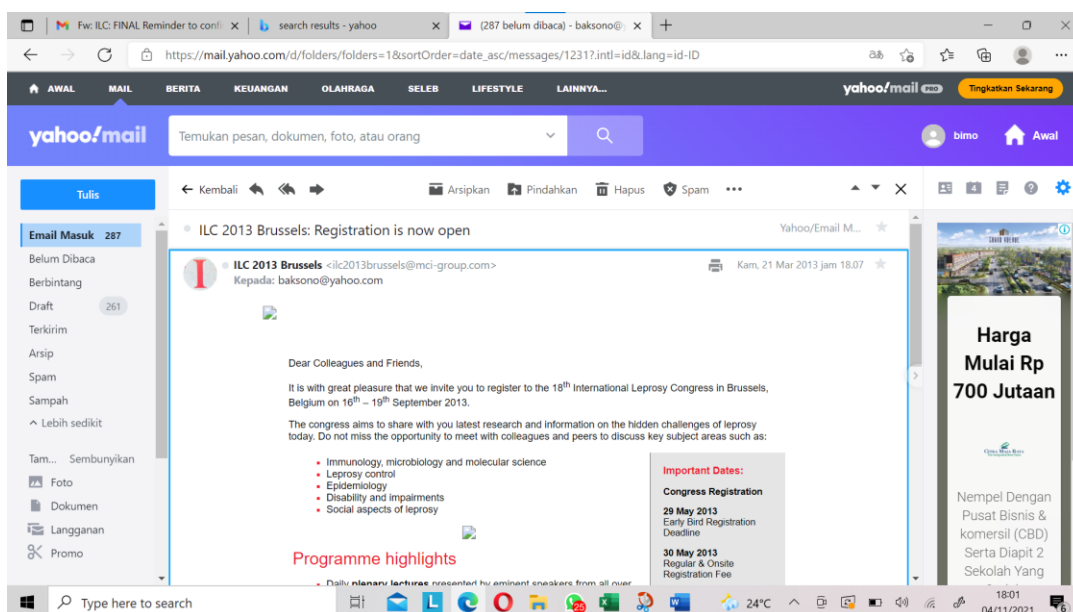 Fw: ILC: FINAL Reminder to confi
search results - yahoo
(287 belum dibaca) - baksono@y
https://mail.yahoo.com/d/folders/folders=1&sortOrder=date_asc/messages/1231?.intl=id&.lang=id-ID
AWAL MAIL BERITA KEUANGAN OLAHRAGA SELEB LIFESTYLE LAINNYA...
yahoo!mail PRO Tingkatkan Sekarang
yahoo!mail
Temukan pesan, dokumen, foto, atau orang
bimo Awal
Tulis
Kembali Arsipkan Pindahkan Hapus Spam
4
Email Masuk 287
Belum Dibaca
Berbintang
Draft 261
Terkirim
Arsip
Spam
Sampah
Lebih sedikit
Tam... Sembunyikan
Foto
Dokumen
Langganan
Promo
ILC 2013 Brussels: Registration is now open
Yahoo/Email M...
I
ILC 2013 Brussels <ilc2013brussels@mci-group.com>
Kam, 21 Mar 2013 jam 18.07
Kepada: baksono@yahoo.com
Dear Colleagues and Friends,
It is with great pleasure that we invite you to register to the 18th International Leprosy Congress in Brussels,
Belgium on 16th – 19th September 2013.
The congress aims to share with you latest research and information on the hidden challenges of leprosy
today. Do not miss the opportunity to meet with colleagues and peers to discuss key subject areas such as:
• Immunology, microbiology and molecular science
• Leprosy control
• Epidemiology
• Disability and impairments
• Social aspects of leprosy
Programme highlights
• Daily plenary lectures presented by eminent speakers from all over
Important Dates:
Congress Registration
29 May 2013
Early Bird Registration
Deadline
30 May 2013
Regular & Onsite
Registration Fee
Harga
Mulai Rp
700 Jutaan
Nempel Dengan
Pusat Bisnis &
komersil (CBD)
Serta Diapit 2
Sekolah Yang
Type here to search
24°C
18:01
04/11/2021
6